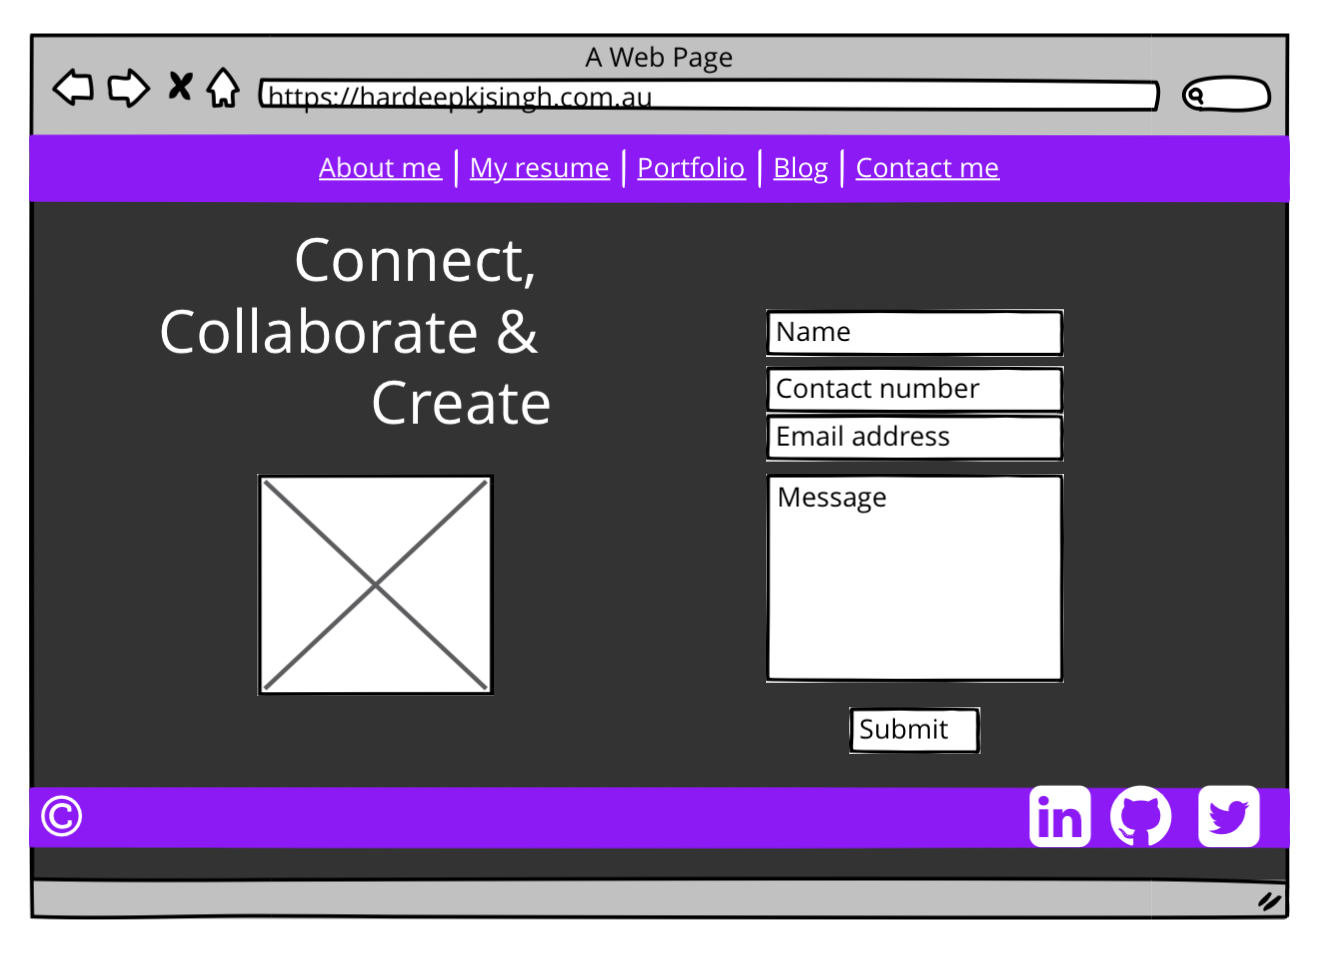 A Web Page
https://hardeepkjsingh.com.au
About me | My resume | Portfolio | Blog | Contact me
Connect,
Collaborate &
Create
Name
Contact number
Email address
Message
Submit
©
in